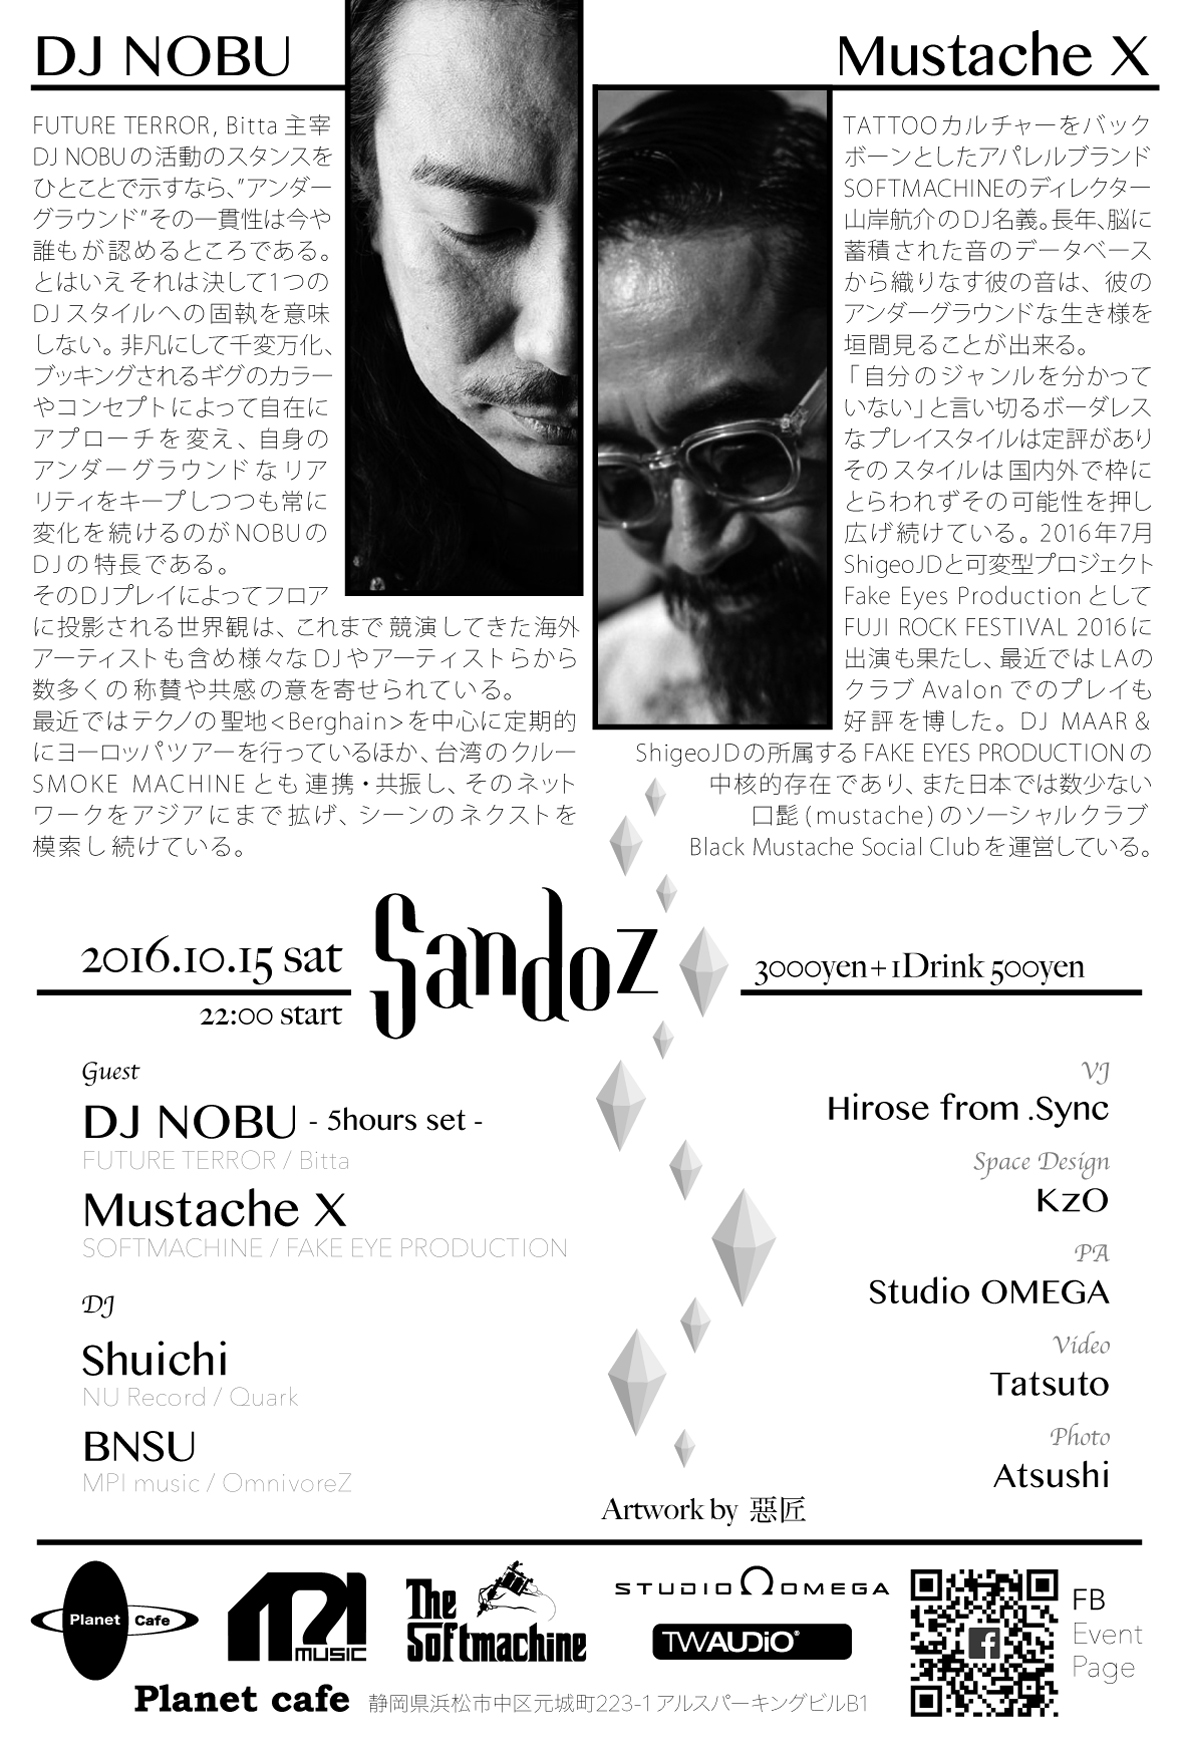 DJ NOBU
FUTURE TERROR, Bitta 主宰
DJ NOBUの活動のスタンスを
ひとことで示すなら、"アンダー
グラウンド"その一貫性は今や
誰もが認めるところである。
とはいえそれは決して1つの
DJスタイルへの固執を意味
しない。非凡にして千変万化、
ブッキングされるギグのカラー
やコンセプトによって自在に
アプローチを変え、自身の
アンダーグラウンドなリア
リティをキープしつつも常に
変化を続けるのがNOBUの
DJの特長である。
そのDJプレイによってフロア
に投影される世界観は、これまで競演してきた海外
アーティストも含め様々なDJやアーティストらから
数多くの称賛や共感の意を寄せられている。
最近ではテクノの聖地<Berghain>を中心に定期的
にヨーロッパツアーを行っているほか、台湾のクルー
SMOKE MACHINEとも連携・共振し、そのネット
ワークをアジアにまで拡げ、シーンのネクストを
模索し続けている。
Mustache X
TATTOOカルチャーをバック
ボーンとしたアパレルブランド
SOFTMACHINEのディレクター
山岸航介のDJ名義。長年、脳に
蓄積された音のデータベース
から織りなす彼の音は、彼の
アンダーグラウンドな生き様を
垣間見ることが出来る。
「自分のジャンルを分かって
いない」と言い切るボーダレス
なプレイスタイルは定評があり
そのスタイルは国内外で枠に
とらわれずその可能性を押し
広げ続けている。2016年7月
ShigeoJDと可変型プロジェクト
Fake Eyes Productionとして
FUJI ROCK FESTIVAL 2016に
出演も果たし、最近ではLAの
クラブAvalonでのプレイも
好評を博した。DJ MAAR&
ShigeoJDの所属するFAKE EYES PRODUCTIONの
中核的存在であり、また日本では数少ない
口髭(mustache)のソーシャルクラブ
Black Mustache Social Clubを運営している。
2016.10.15 sat
22:00 start
Sandoz
3000yen+1Drink 500yen
Guest
DJ NOBU - 5hours set -
FUTURE TERROR / Bitta
Mustache X
SOFTMACHINE / FAKE EYE PRODUCTION
DJ
Shuichi
NU Record / Quark
BNSU
MPI music / OmnivoreZ
VJ
Hirose from .Sync
Space Design
KzO
PA
Studio OMEGA
Video
Tatsuto
Photo
Atsushi
Artwork by 惡匠
Planet Cafe
MPI
MUSIC
The
Softmachine
STUDIO Ω OMEGA
TWAUDiO®
FB
Event
Page
Planet cafe 静岡県浜松市中区元城町223-1アルスパーキングビルB1